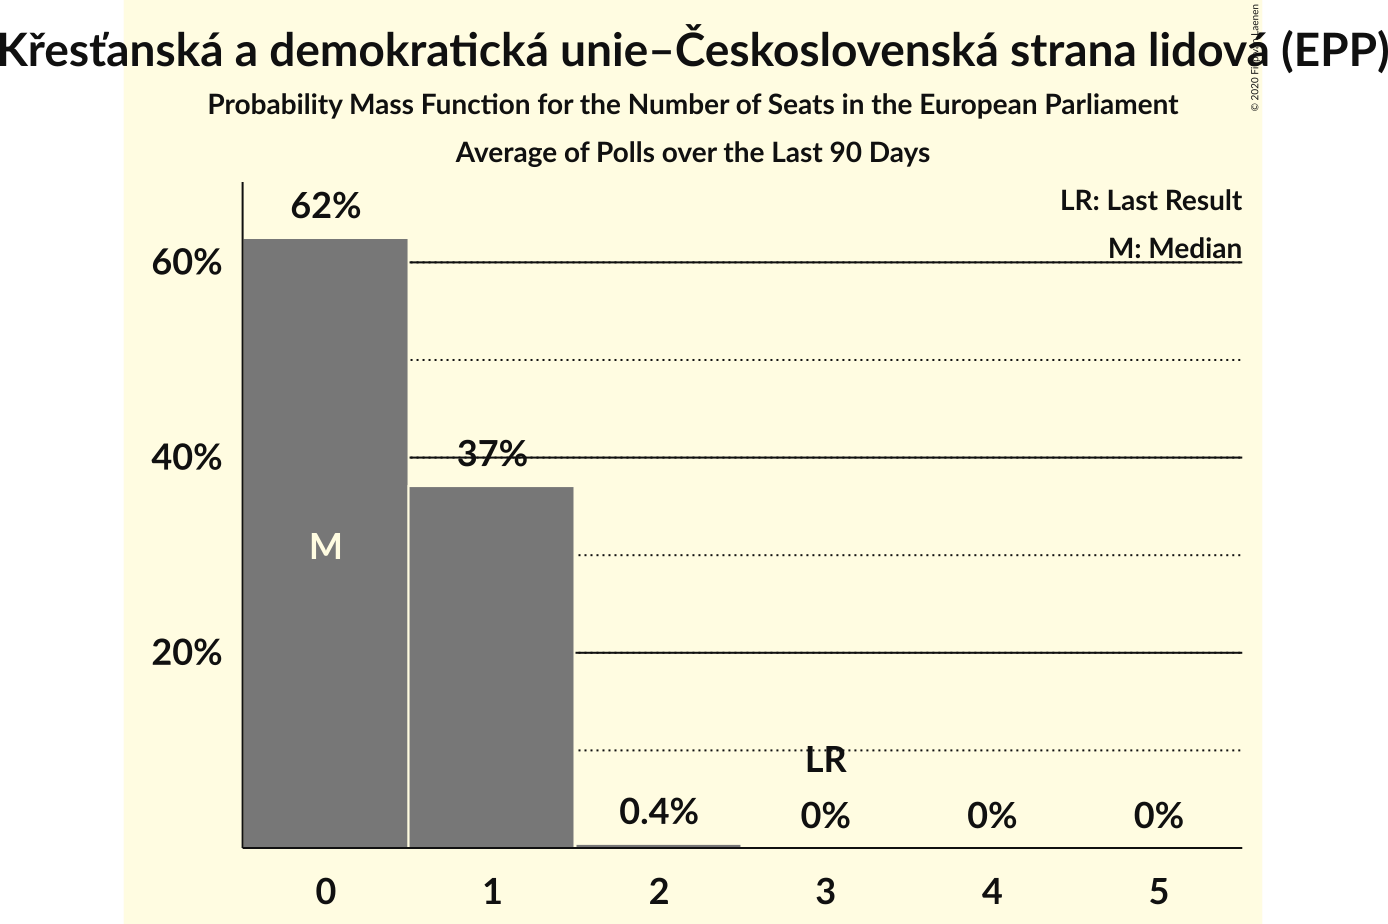 Křesťanská a demokratická unie–Československá strana lidová (EPP)
Probability Mass Function for the Number of Seats in the European Parliament
Average of Polls over the Last 90 Days
© 2020 Laenen
LR: Last Result
M: Median
62%
60%
37%
40%
M
20%
LR
0.4%
0%
0%
0%
0
1
2
3
4
5